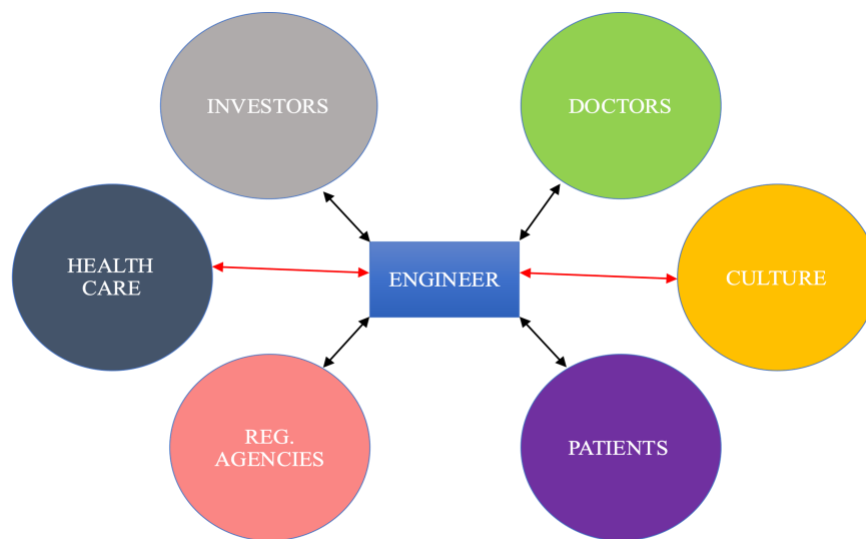 INVESTORS
DOCTORS
HEALTH
CARE
ENGINEER
CULTURE
REG.
AGENCIES
PATIENTS